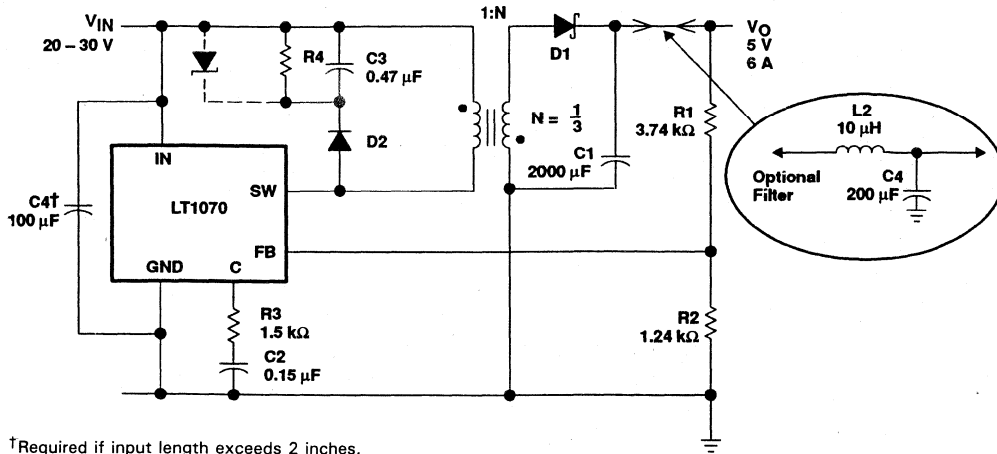 VIN
20 – 30 V
R4
C3
0.47 µF
D2
1:N
D1
N = 1/3
C1
2000 µF
VO
5 V
6 A
R1
3.74 kΩ
L2
10 µH
Optional
Filter
C4
200 µF
IN
SW
LT1070
FB
GND
C
C4†
100 µF
R3
1.5 kΩ
C2
0.15 µF
R2
1.24 kΩ
†Required if input length exceeds 2 inches.